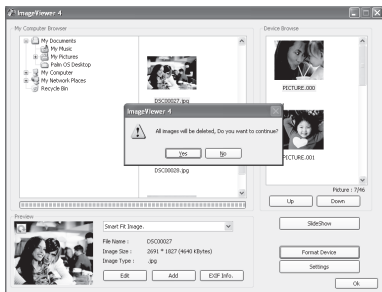 ImageViewer 4
My Computer Browser
Device Browse
My Documents
My Music
My Pictures
Palm OS Desktop
My Computer
My Network Places
Recycle Bin
DSC00027.jpg
PICTURE.000
ImageViewer 4
All images will be deleted, Do you want to continue?
Yes
No
DSC00028.jpg
PICTURE.001
Picture : 7/46
Up
Down
Preview
Smart Fit Image.
File Name : DSC00027
Image Size : 2691 * 1827 (4640 KBytes)
Image Type : .jpg
Edit
Add
EXIF Info.
SlideShow
Format Device
Settings
Ok